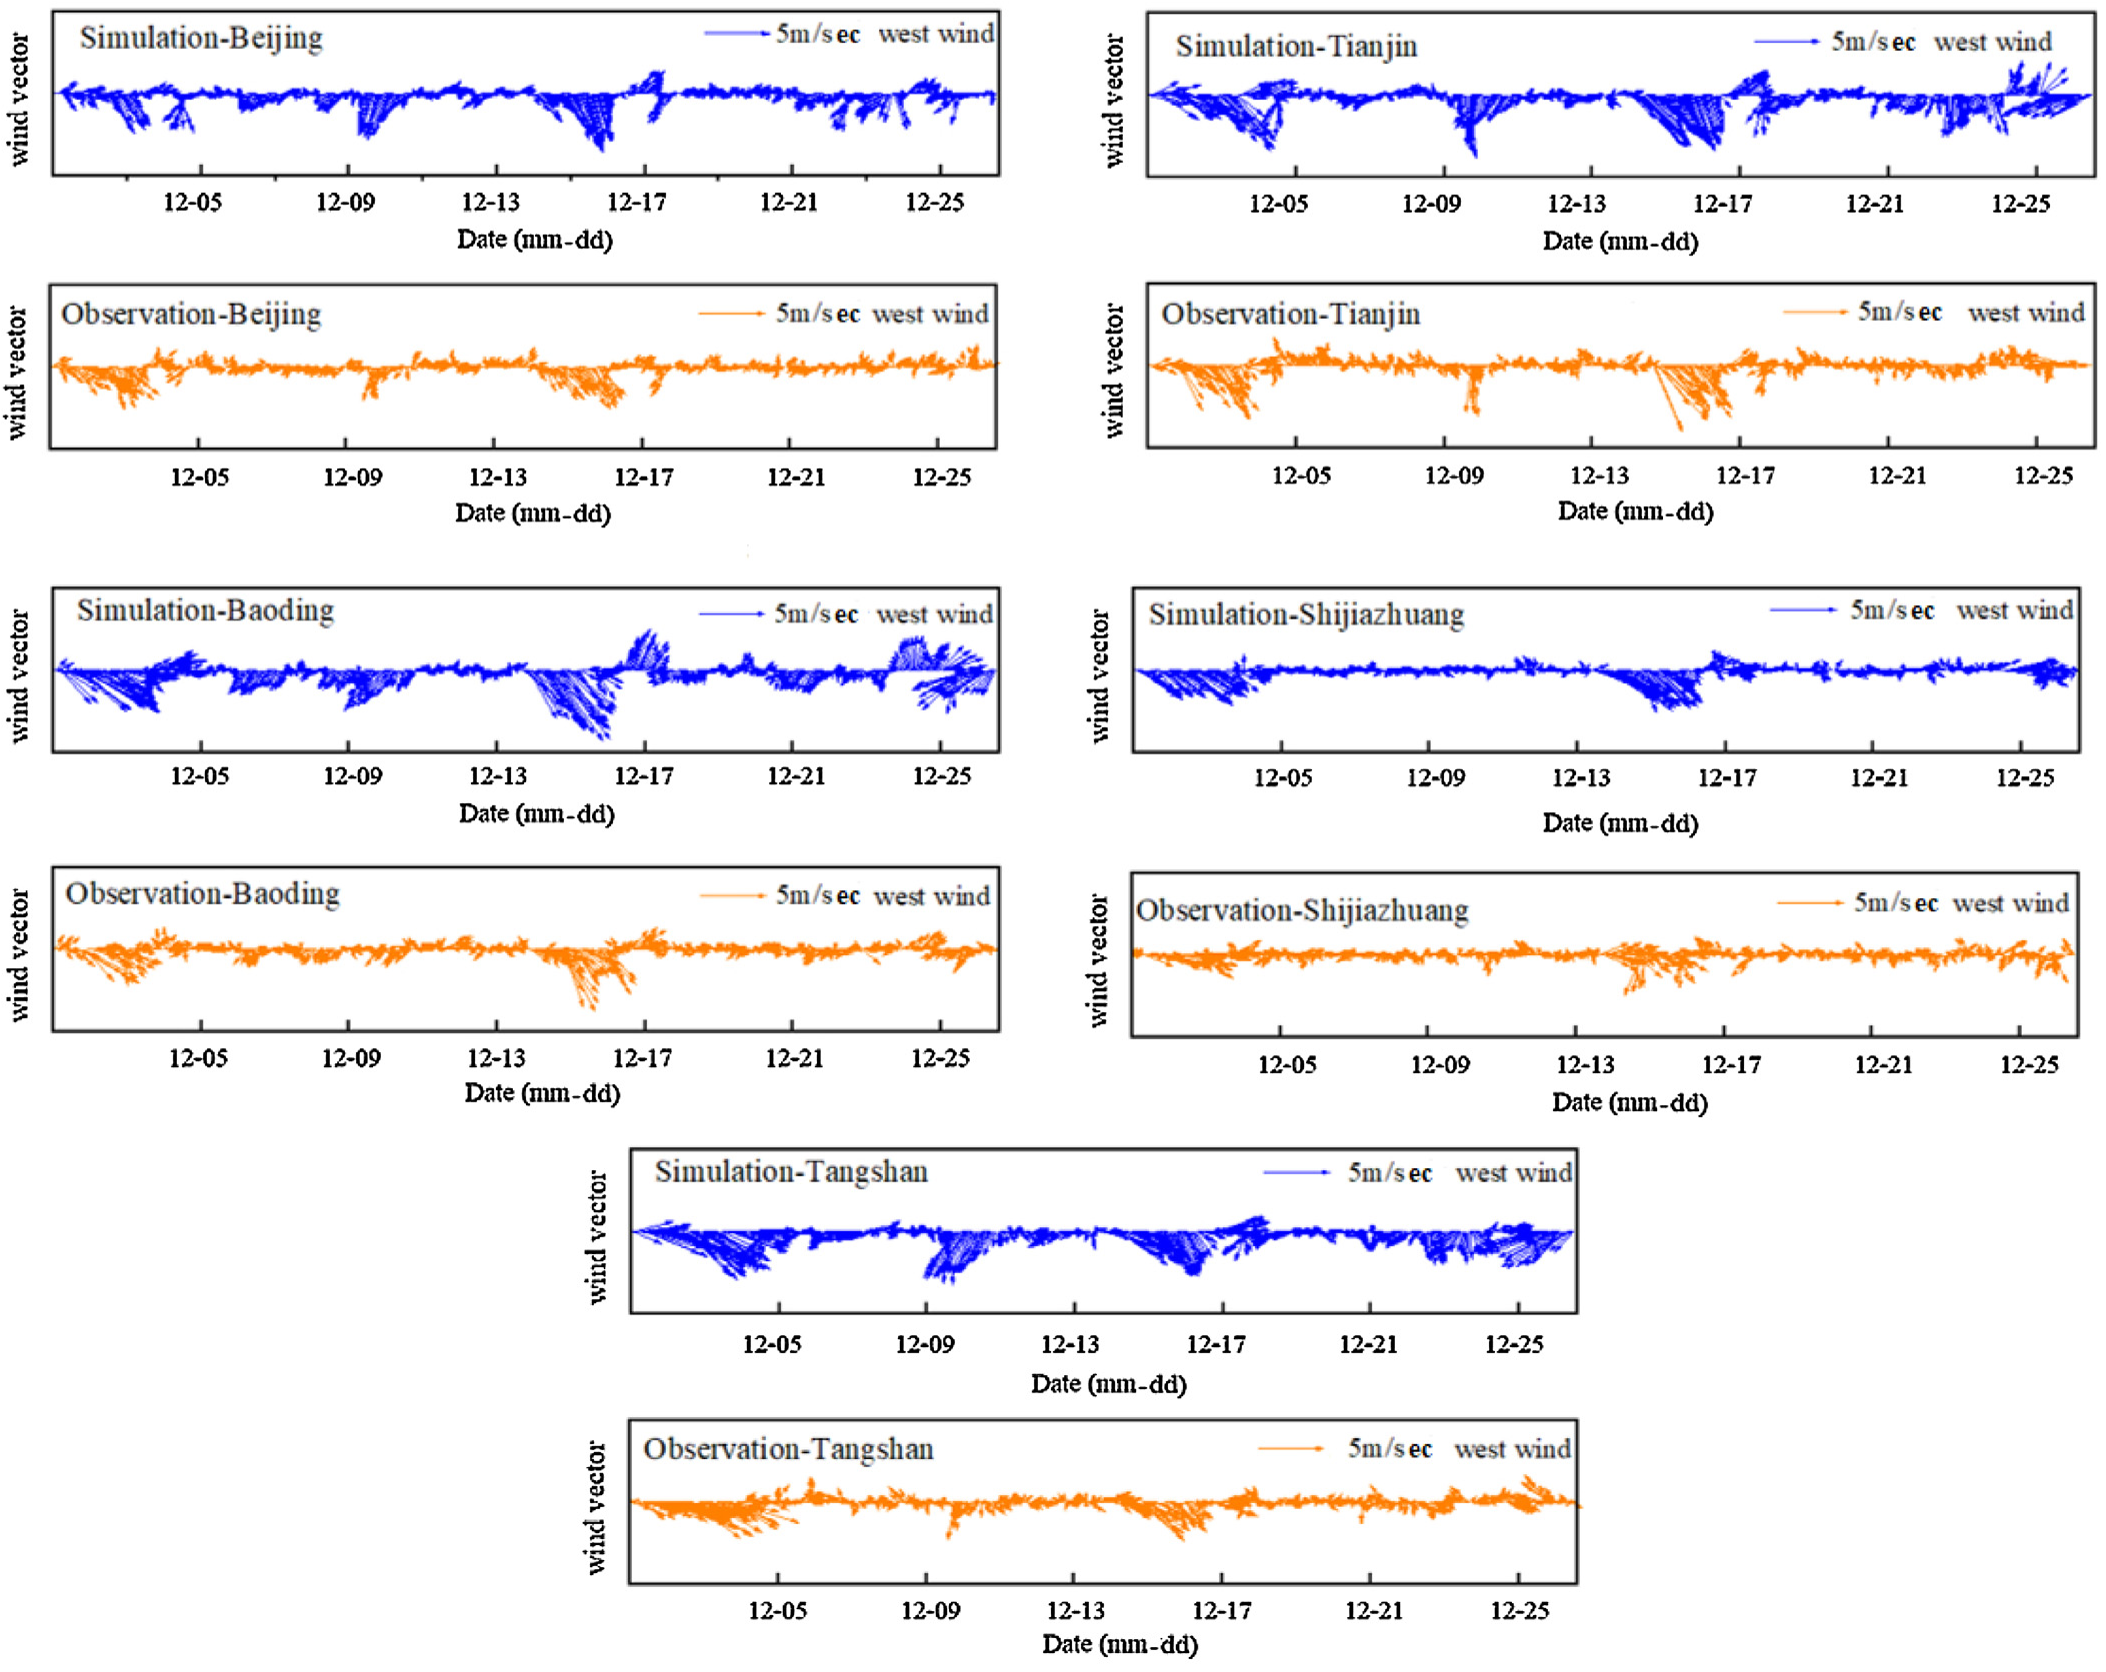 Simulation-Beijing
5m/sec west wind
wind vector
12-05 12-09 12-13 12-17 12-21 12-25
Date (mm-dd)
Simulation-Tianjin
5m/sec west wind
wind vector
12-05 12-09 12-13 12-17 12-21 12-25
Date (mm-dd)
Observation-Beijing
5m/sec west wind
wind vector
12-05 12-09 12-13 12-17 12-21 12-25
Date (mm-dd)
Observation-Tianjin
5m/sec west wind
wind vector
12-05 12-09 12-13 12-17 12-21 12-25
Date (mm-dd)
Simulation-Baoding
5m/sec west wind
wind vector
12-05 12-09 12-13 12-17 12-21 12-25
Date (mm-dd)
Simulation-Shijiazhuang
5m/sec west wind
wind vector
12-05 12-09 12-13 12-17 12-21 12-25
Date (mm-dd)
Observation-Baoding
5m/sec west wind
wind vector
12-05 12-09 12-13 12-17 12-21 12-25
Date (mm-dd)
Observation-Shijiazhuang
5m/sec west wind
wind vector
12-05 12-09 12-13 12-17 12-21 12-25
Date (mm-dd)
Simulation-Tangshan
5m/sec west wind
wind vector
12-05 12-09 12-13 12-17 12-21 12-25
Date (mm-dd)
Observation-Tangshan
5m/sec west wind
wind vector
12-05 12-09 12-13 12-17 12-21 12-25
Date (mm-dd)